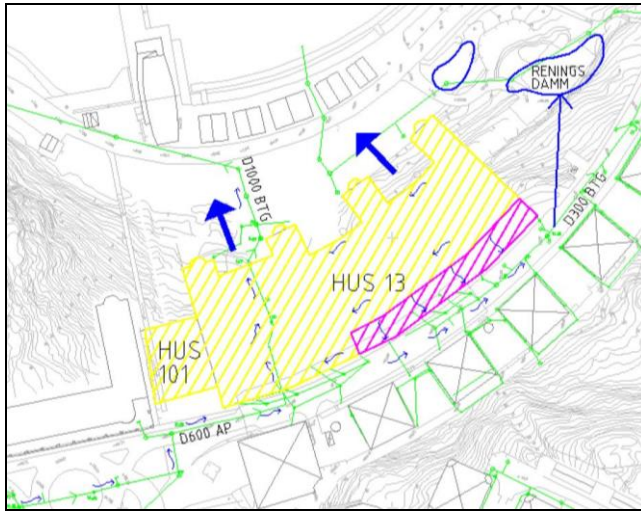 RENINGS
DAMM
D1000 BTG
D300 BTG
HUS 13
HUS
101
D600 AP